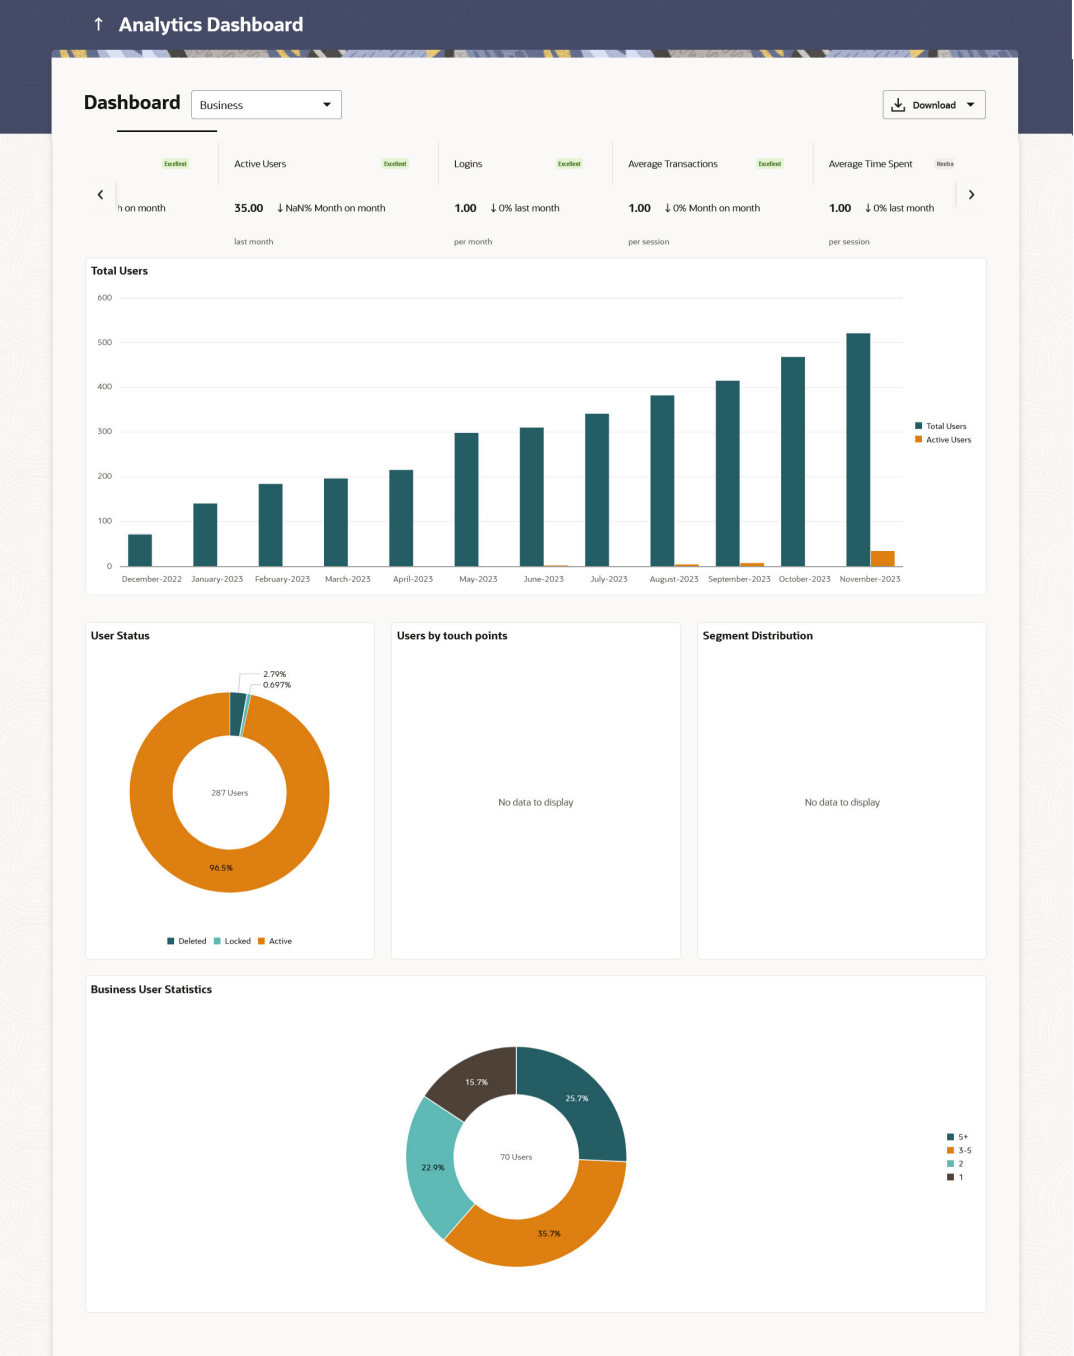 ↑ Analytics Dashboard
Dashboard Business Download
Excellent
Active Users Excellent
Logins Excellent
Average Transactions Excellent
Average Time Spent Neutra
on month
35.00 ↓ NaN% Month on month
1.00 ↓ 0% last month
1.00 ↓ 0% Month on month
1.00 ↓ 0% last month
last month
per month
per session
per session
Total Users
600
500
400
300
200
100
0
December-2022 January-2023 February-2023 March-2023 April-2023 May-2023 June-2023 July-2023 August-2023 September-2023 October-2023 November-2023
Total Users
Active Users
User Status
2.79%
0.697%
287 Users
96.5%
Deleted Locked Active
Users by touch points
No data to display
Segment Distribution
No data to display
Business User Statistics
15.7%
25.7%
70 Users
22.9%
35.7%
5+
3-5
2
1